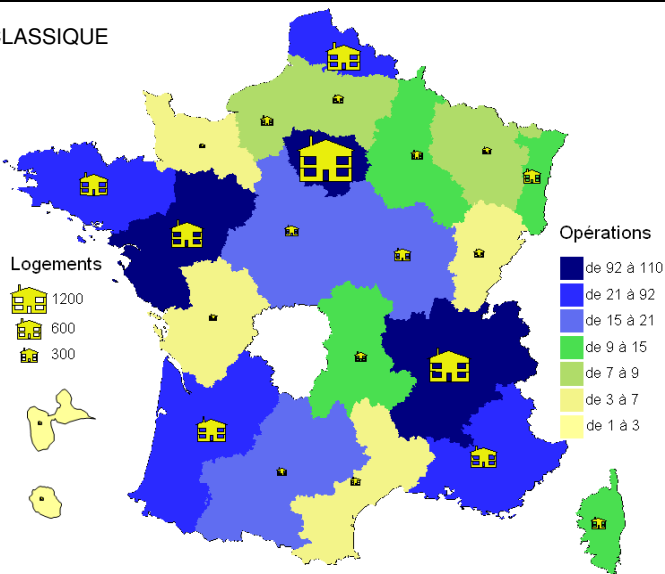 CLASSIQUE
Logements
1200
600
300
Opérations
de 92 à 110
de 21 à 92
de 15 à 21
de 9 à 15
de 7 à 9
de 3 à 7
de 1 à 3